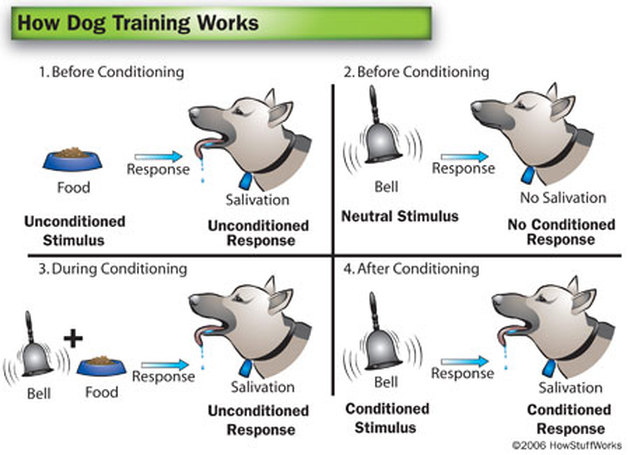 How Dog Training Works
1. Before Conditioning
Food
Response
Salivation
Unconditioned
Stimulus
Unconditioned
Response
2. Before Conditioning
Bell
Response
No Salivation
Neutral Stimulus
No Conditioned
Response
3. During Conditioning
Bell
+
Food
Response
Salivation
Unconditioned
Response
4. After Conditioning
Bell
Response
Salivation
Conditioned
Stimulus
Conditioned
Response
©2006 HowStuffWorks